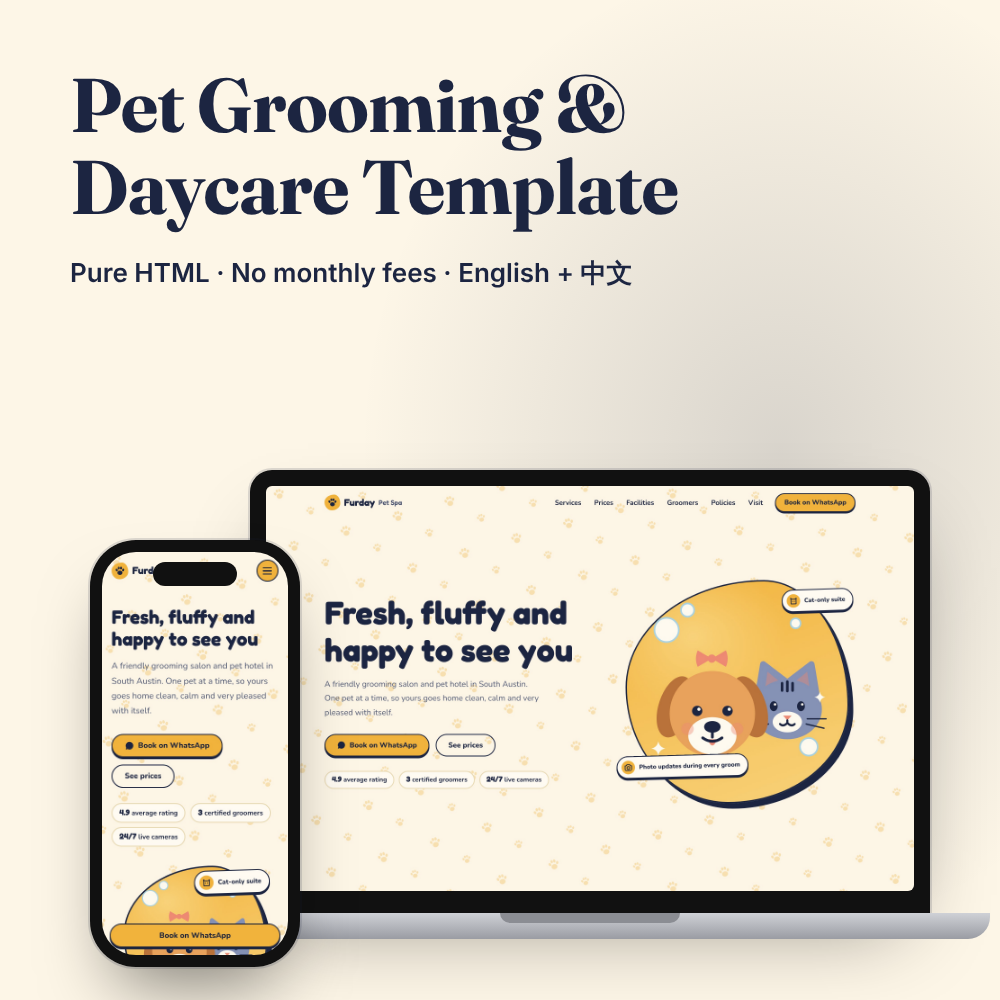 Pet Grooming &
Daycare Template
Pure HTML · No monthly fees · English + 中文
Furday Pet Spa
Services Prices Facilities Groomers Policies Visit Book on WhatsApp
Fresh, fluffy and
happy to see you
A friendly grooming salon and pet hotel in South Austin.
One pet at a time, so yours goes home clean, calm and very
pleased with itself.
Book on WhatsApp See prices
4.9 average rating 3 certified groomers 24/7 live cameras
Cat-only suite
Photo updates during every groom
Furd
Fresh, fluffy and
happy to see you
A friendly grooming salon and pet hotel in
South Austin. One pet at a time, so yours
goes home clean, calm and very pleased
with itself.
Book on WhatsApp
See prices
4.9 average rating 3 certified groomers
24/7 live cameras
Cat-only suite
Book on WhatsApp